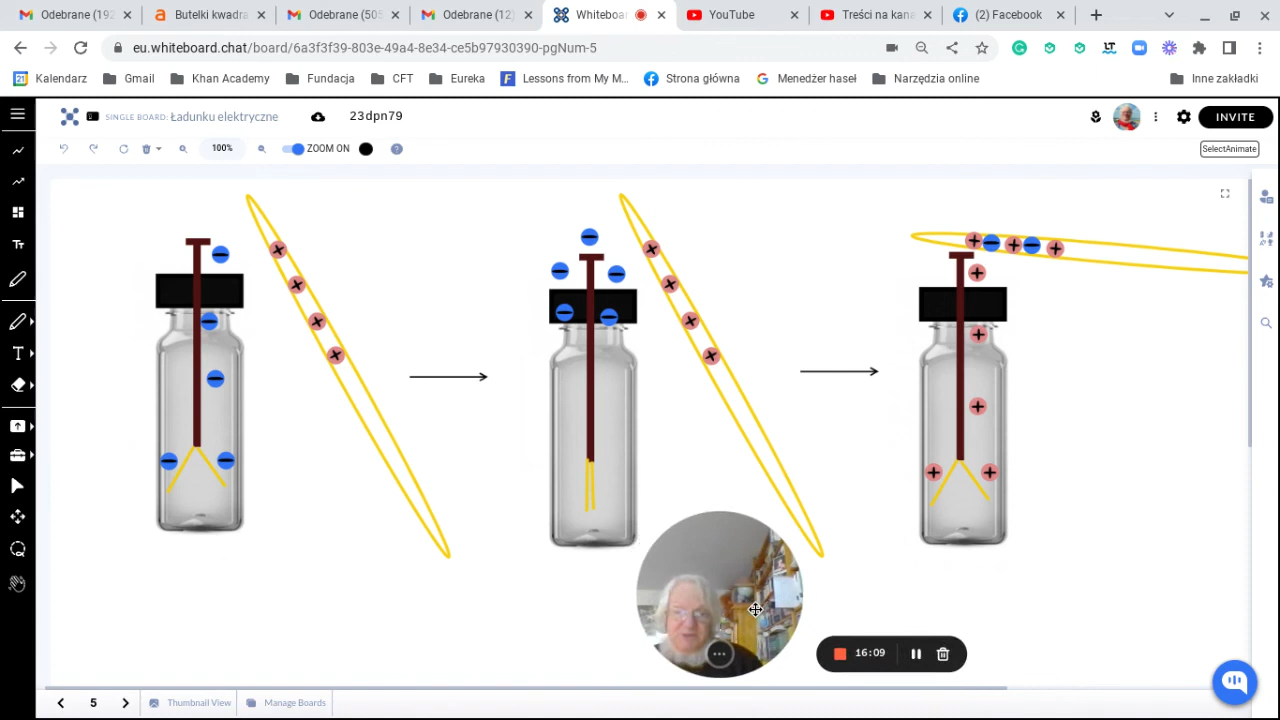 Odebrane (192
Butelki kwadra
Odebrane (505
Odebrane (12)
Whiteboa
YouTube
Treści na kana
(2) Facebook
eu.whiteboard.chat/board/6a3f3f39-803e-49a4-8e34-ce5b97930390-pgNum-5
Kalendarz
Gmail
Khan Academy
Fundacja
CFT
Eureka
Lessons from My M...
Strona główna
Menedżer haseł
Narzędzia online
Inne zakładki
SINGLE BOARD: Ładunku elektryczne
23dpn79
INVITE
100%
ZOOM ON
SelectAnimate
16:09
5
Thumbnail View
Manage Boards